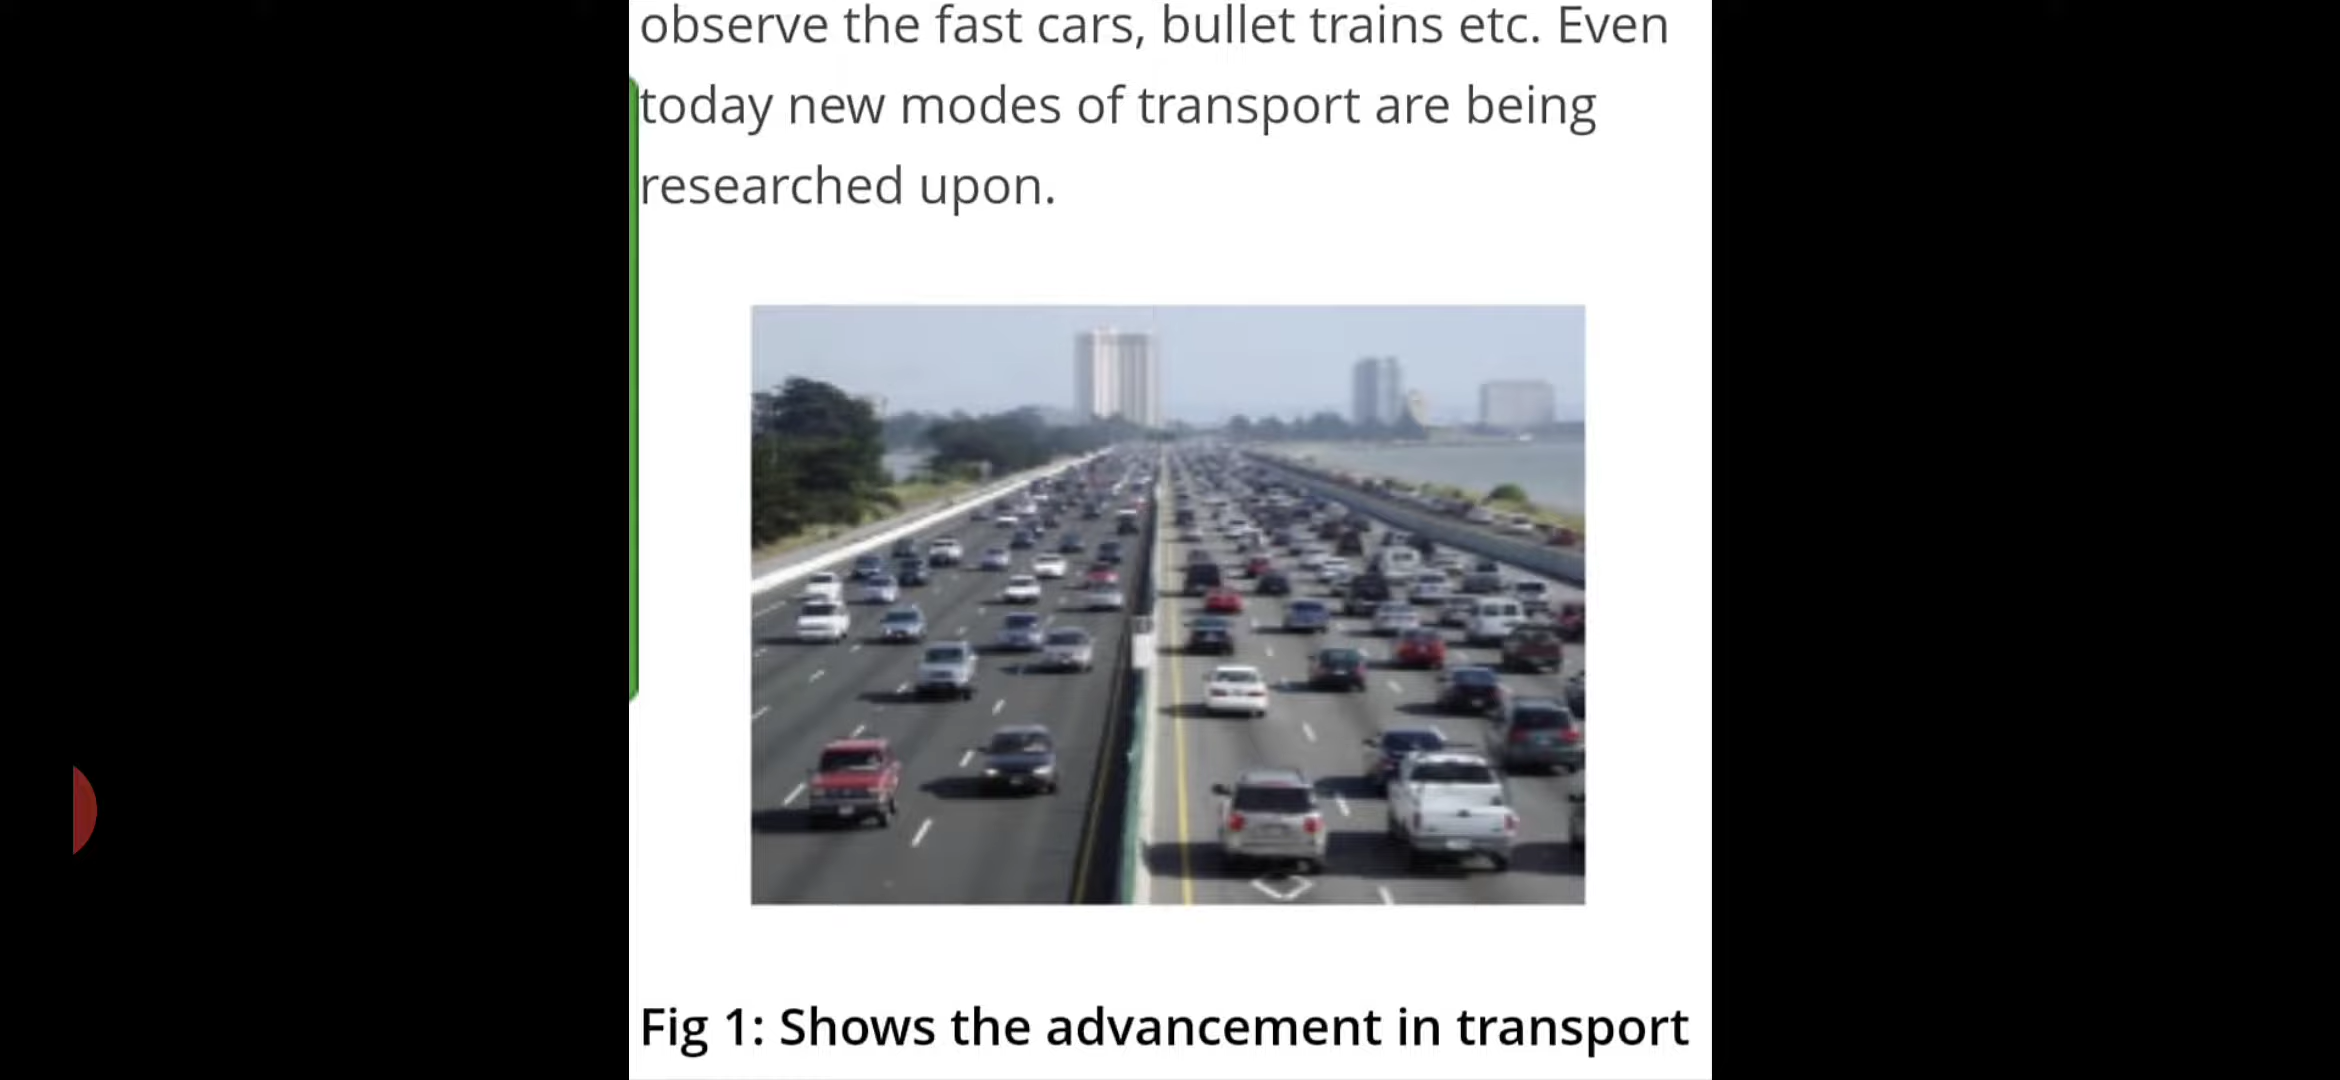 observe the fast cars, bullet trains etc. Even
today new modes of transport are being
researched upon.
Fig 1: Shows the advancement in transport